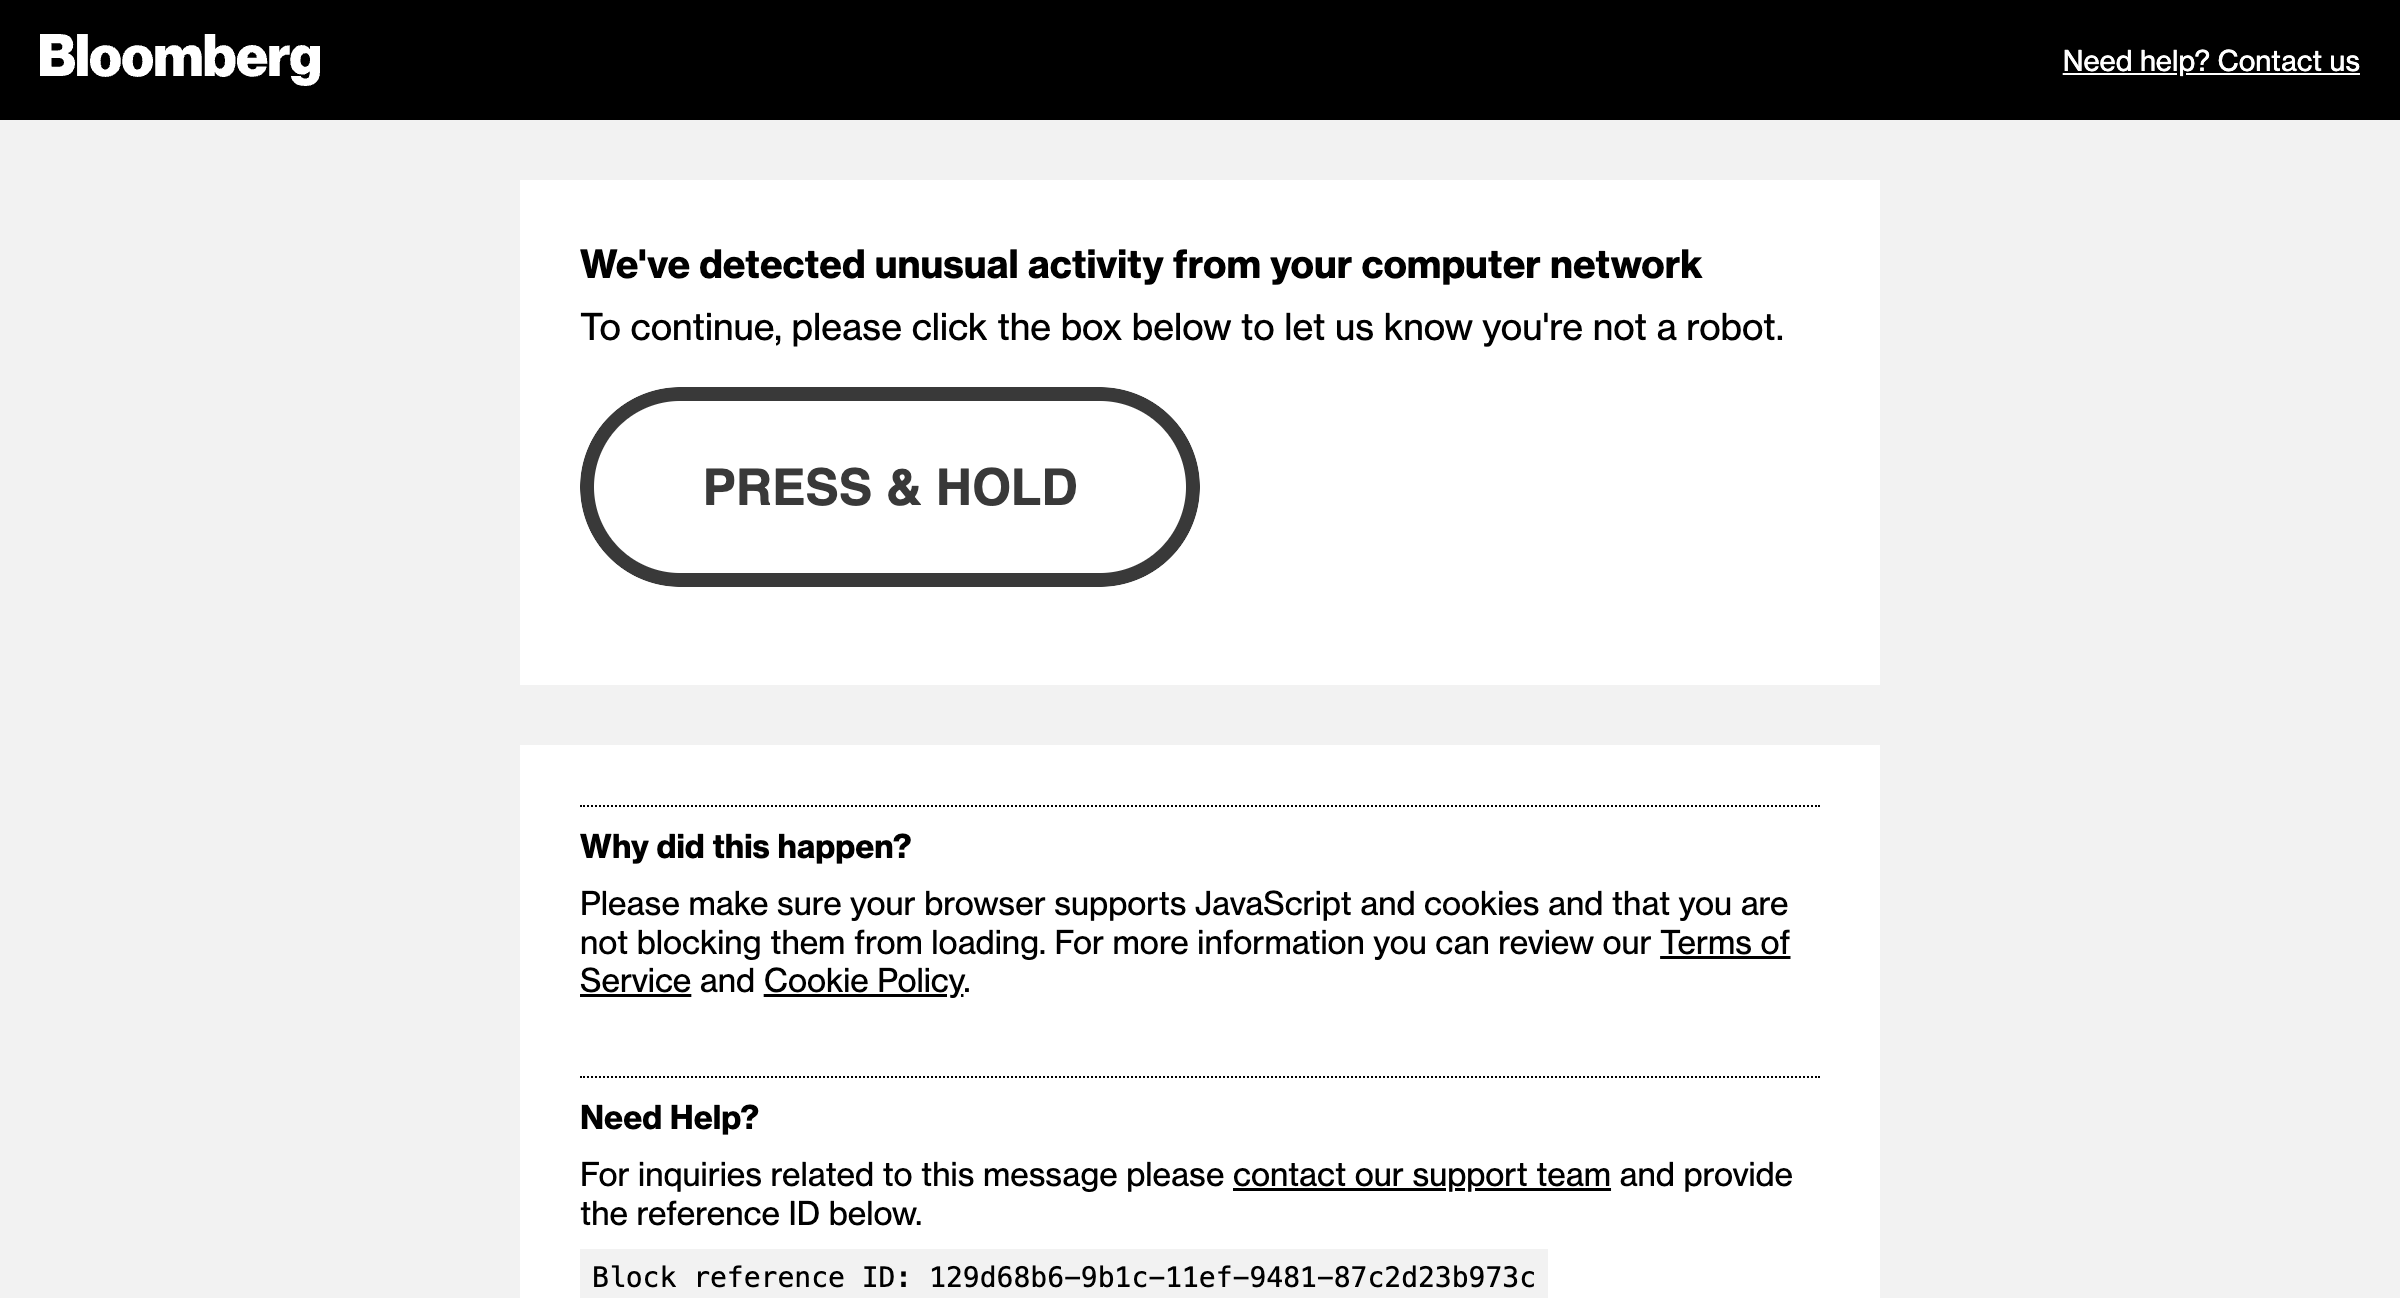 Bloomberg
Need help? Contact us
We've detected unusual activity from your computer network
To continue, please click the box below to let us know you're not a robot.
PRESS & HOLD
Why did this happen?
Please make sure your browser supports JavaScript and cookies and that you are
not blocking them from loading. For more information you can review our Terms of
Service and Cookie Policy.
Need Help?
For inquiries related to this message please contact our support team and provide
the reference ID below.
Block reference ID: 129d68b6-9b1c-11ef-9481-87c2d23b973c